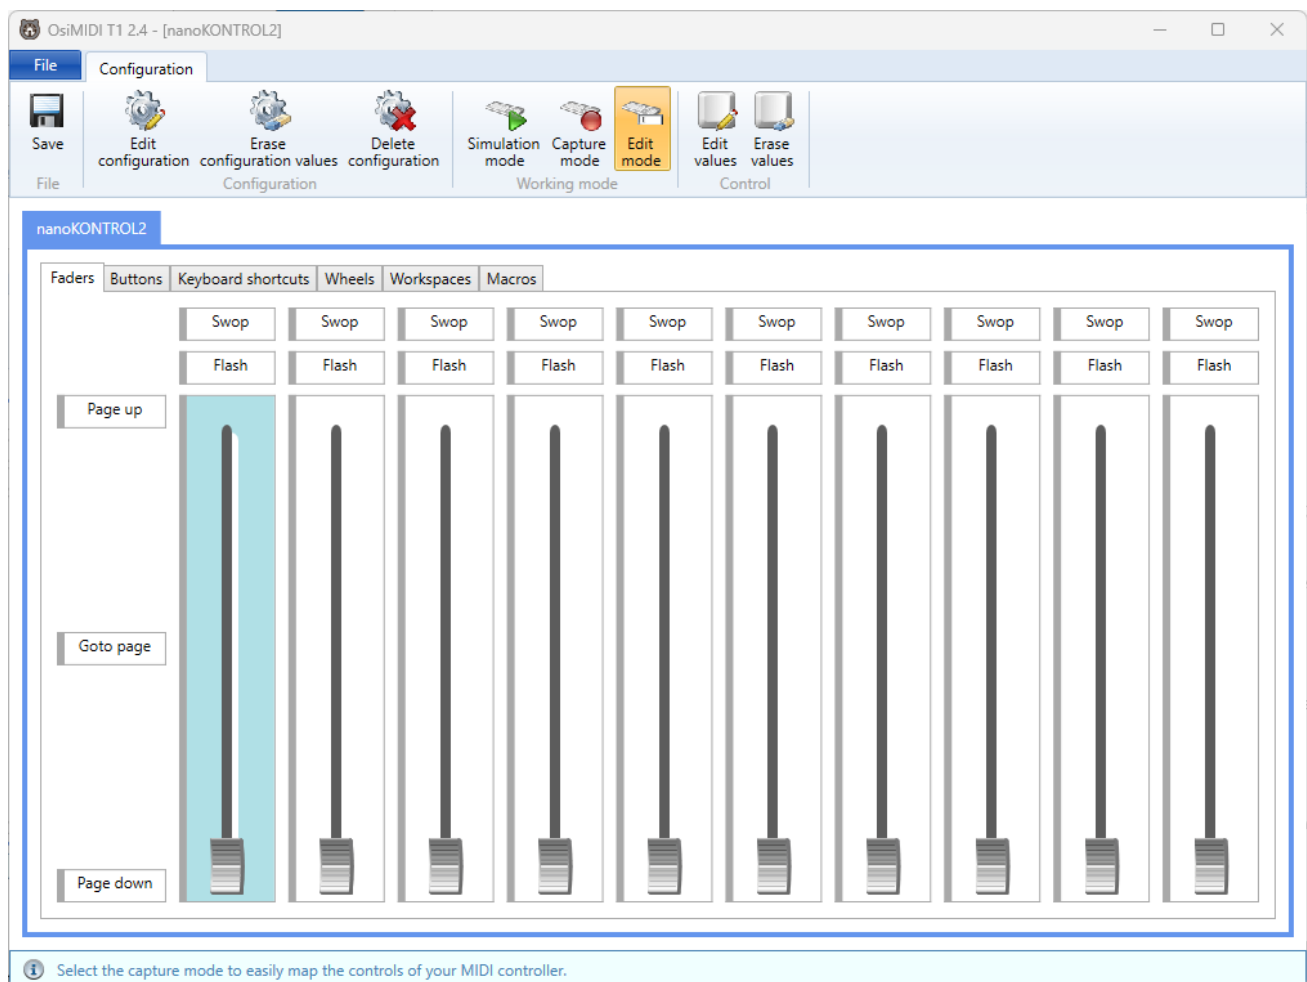 OsiMIDI T1 2.4 - [nanoKONTROL2]
File
Configuration
Save
Edit configuration
Erase configuration values
Delete configuration
Simulation mode
Capture mode
Edit mode
Edit values
Erase values
File
Configuration
Working mode
Control
nanoKONTROL2
Faders Buttons Keyboard shortcuts Wheels Workspaces Macros
Swop Swop Swop Swop Swop Swop Swop Swop Swop Swop
Flash Flash Flash Flash Flash Flash Flash Flash Flash Flash
Page up
Goto page
Page down
Select the capture mode to easily map the controls of your MIDI controller.